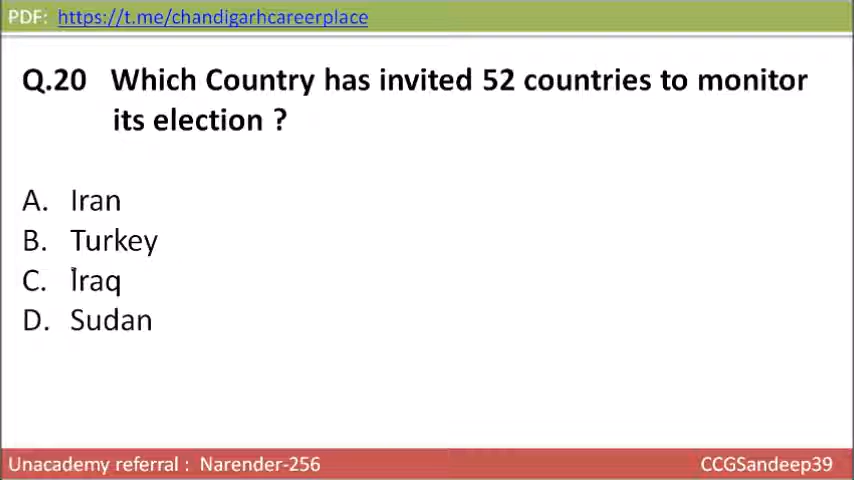 PDF: https://t.me/chandigarhcareerplace
Q.20 Which Country has invited 52 countries to monitor
its election ?
A. Iran
B. Turkey
C. Iraq
D. Sudan
Unacademy referral : Narender-256 CCGSandeep39